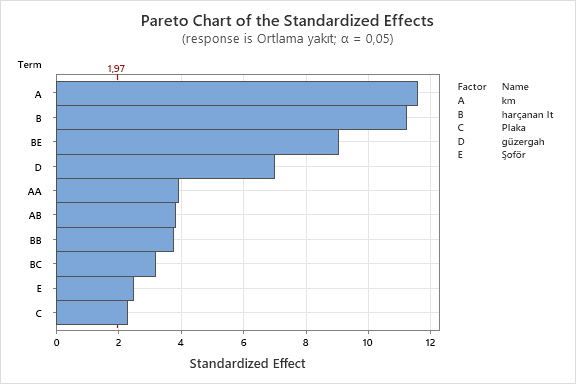 Pareto Chart of the Standardized Effects
(response is Ortlama yakıt; α = 0,05)
Term
1,97
A
B
BE
D
AA
AB
BB
BC
E
C
0 2 4 6 8 10 12
Standardized Effect
Factor Name
A km
B harçanan lt
C Plaka
D güzergah
E Şoför